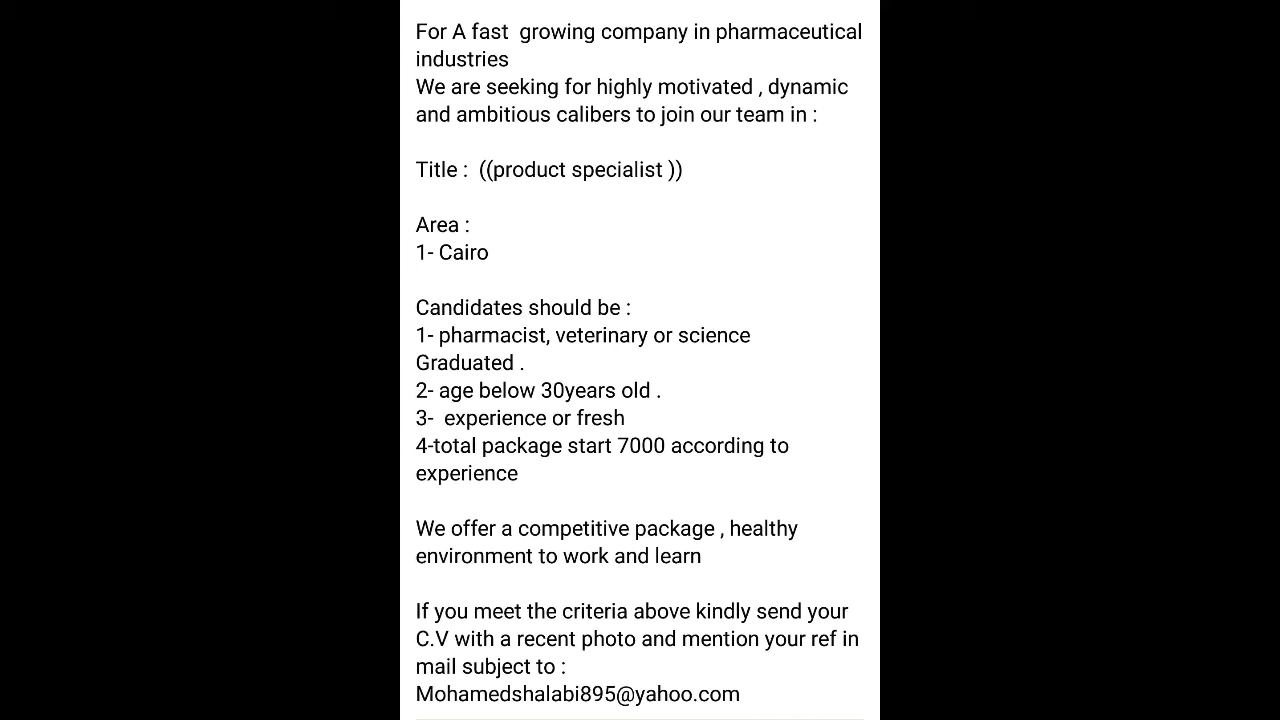 For A fast  growing company in pharmaceutical
industries
We are seeking for highly motivated , dynamic
and ambitious calibers to join our team in :
Title :  ((product specialist ))
Area :
1- Cairo
Candidates should be :
1- pharmacist, veterinary or science
Graduated .
2- age below 30years old .
3-  experience or fresh
4-total package start 7000 according to
experience
We offer a competitive package , healthy
environment to work and learn
If you meet the criteria above kindly send your
C.V with a recent photo and mention your ref in
mail subject to :
Mohamedshalabi895@yahoo.com